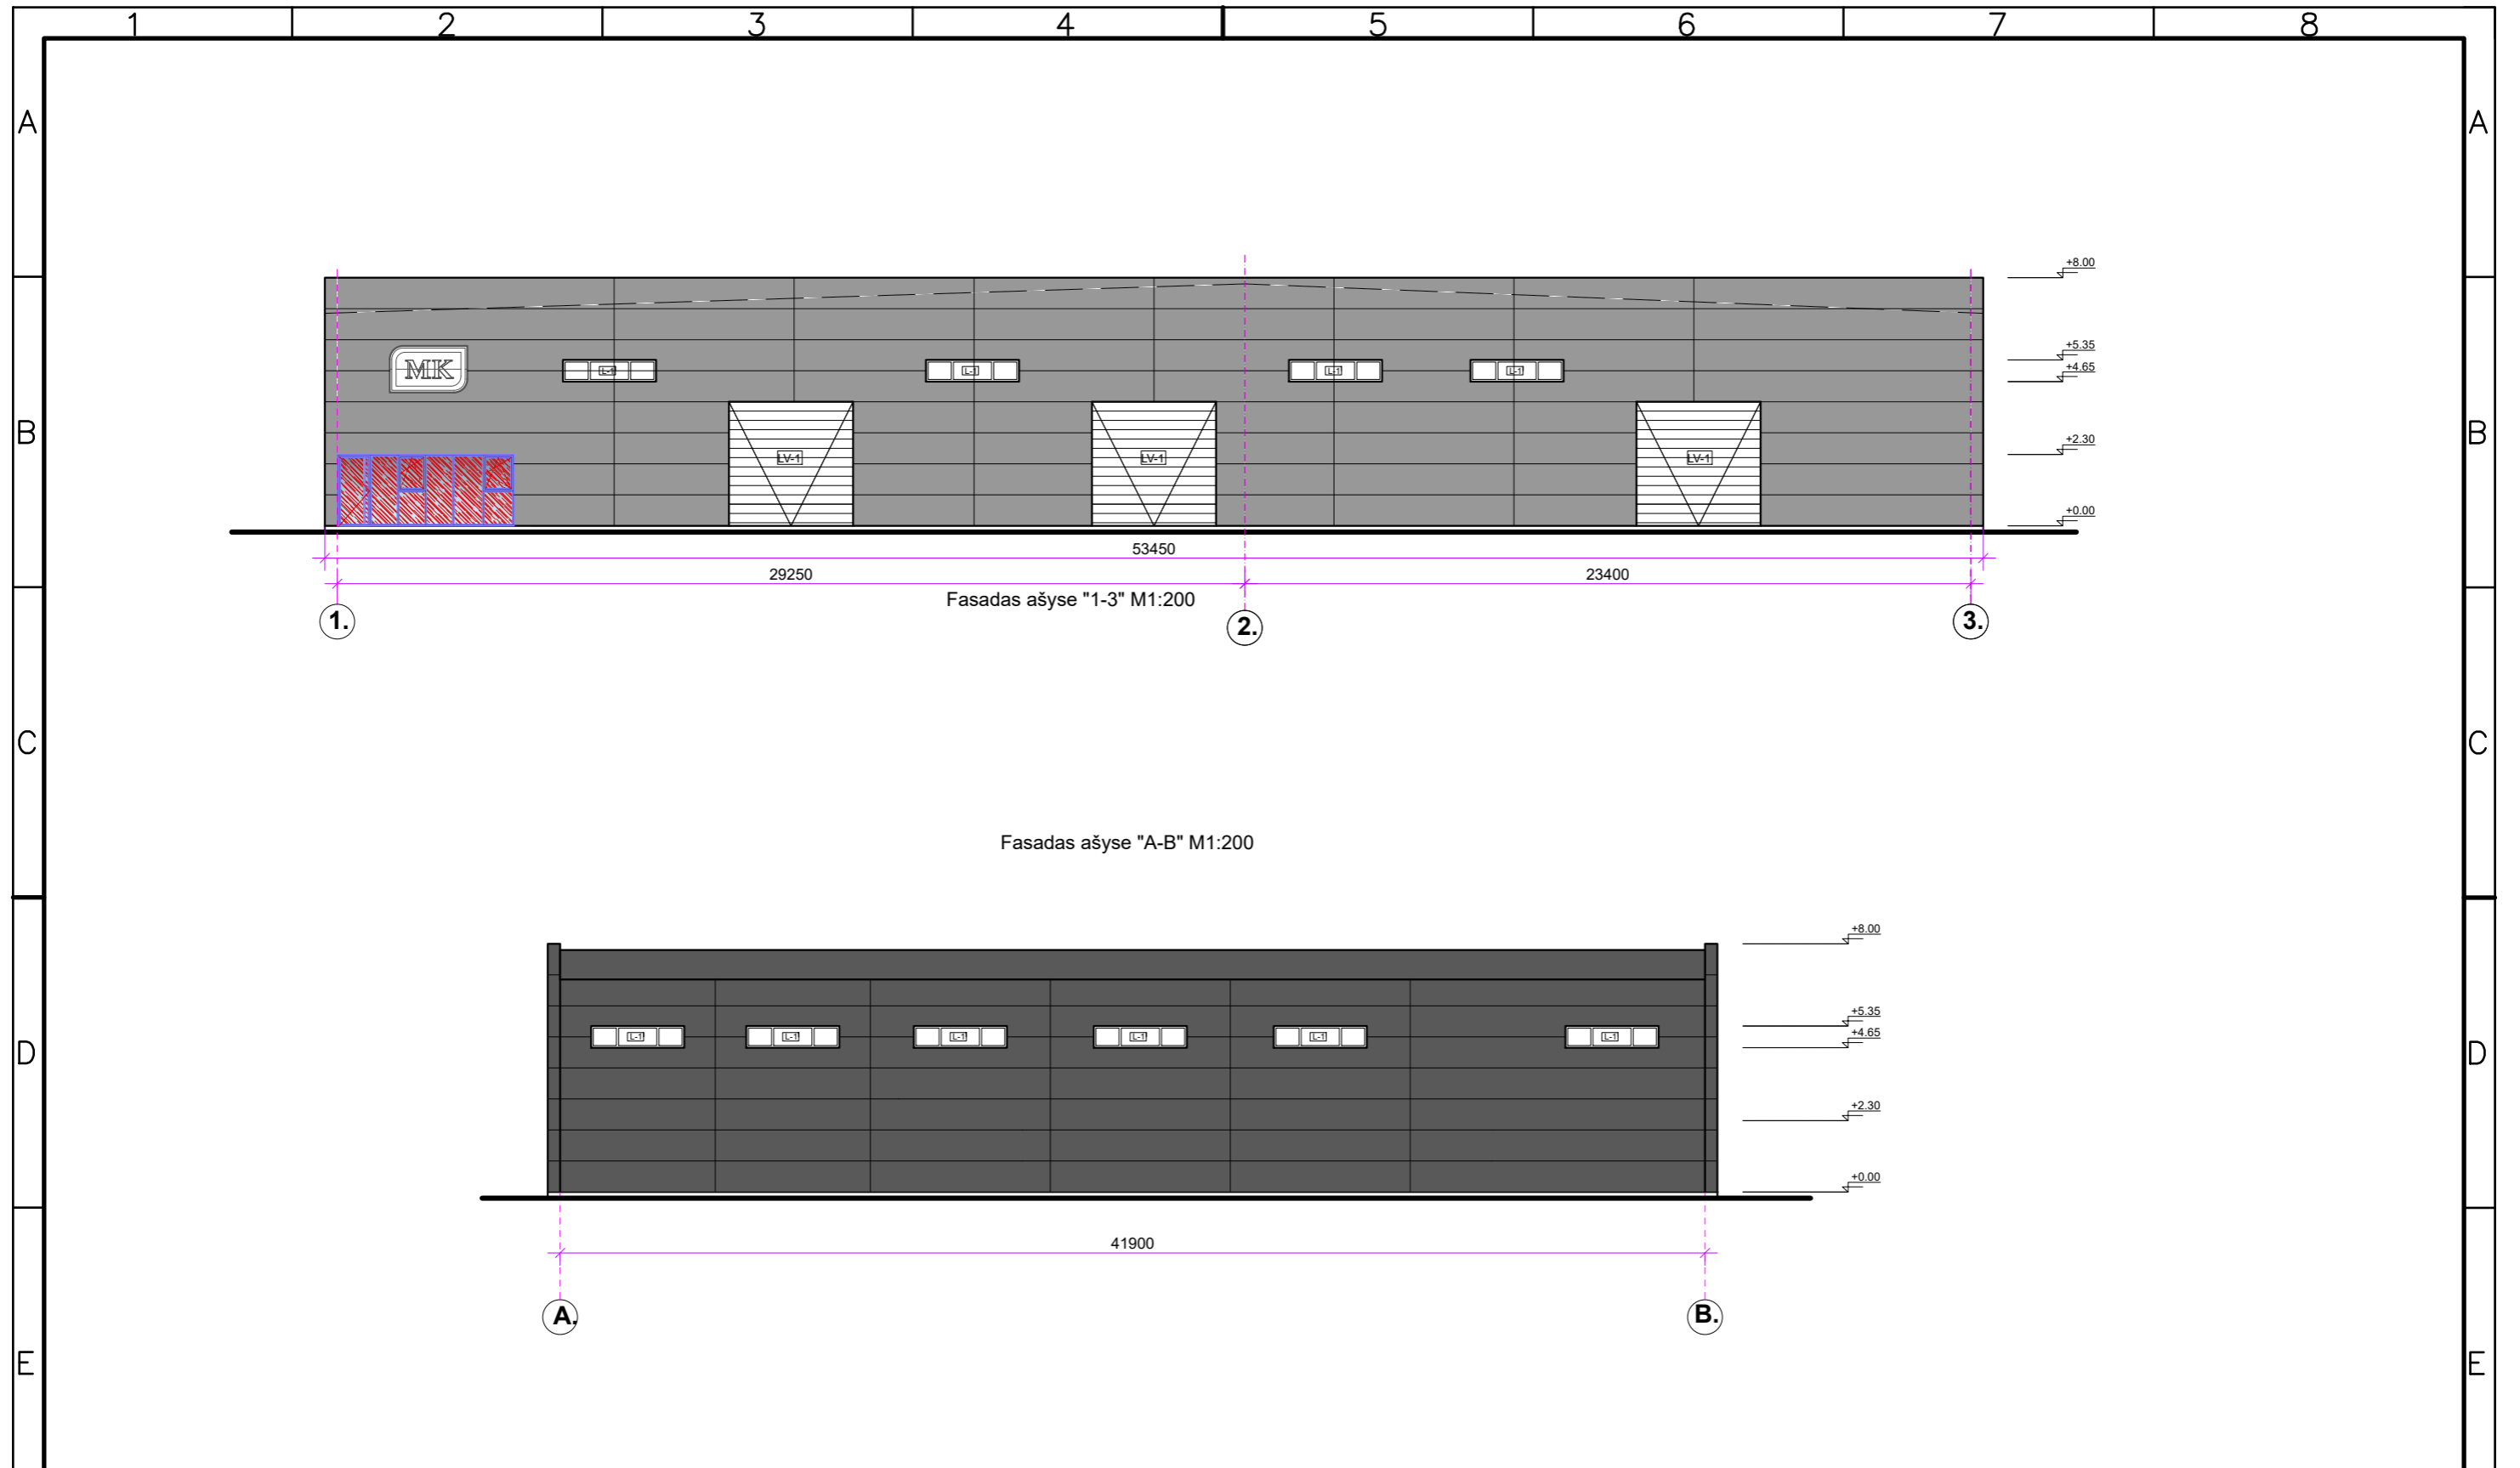 1 2 3 4 5 6 7 8
A A
+8.00
+5.35
MK L-1 L-1 L-1 L-1
+4.65
B B
+2.30
LV-1 LV-1 LV-1
+0.00
53450
29250 23400
Fasadas ašyse "1-3" M1:200
1. 2. 3.
C C
Fasadas ašyse "A-B" M1:200
+8.00
+5.35
L-1 L-1 L-1 L-1 L-1 L-1
+4.65
D D
+2.30
+0.00
41900
A. B.
E E